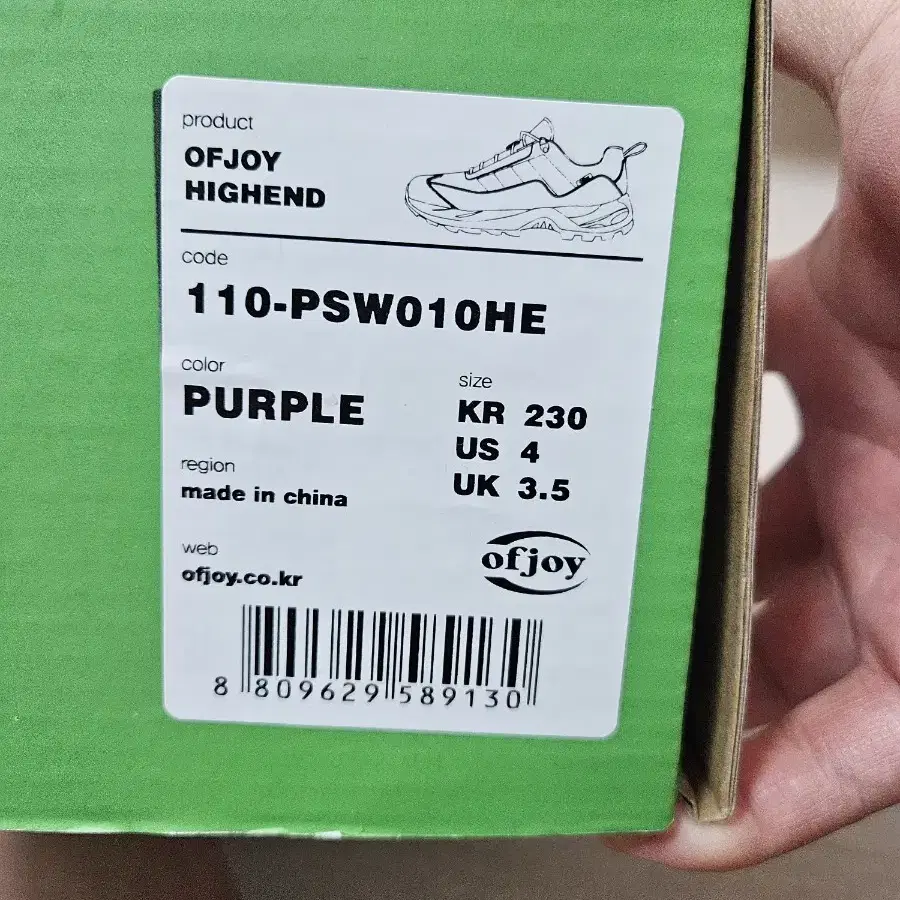 product
OFJOY
HIGHEND
code
110-PSW010HE
color
PURPLE
size
KR 230
US 4
UK 3.5
region
made in china
web
ofjoy.co.kr
ofjoy
8 809629 589130